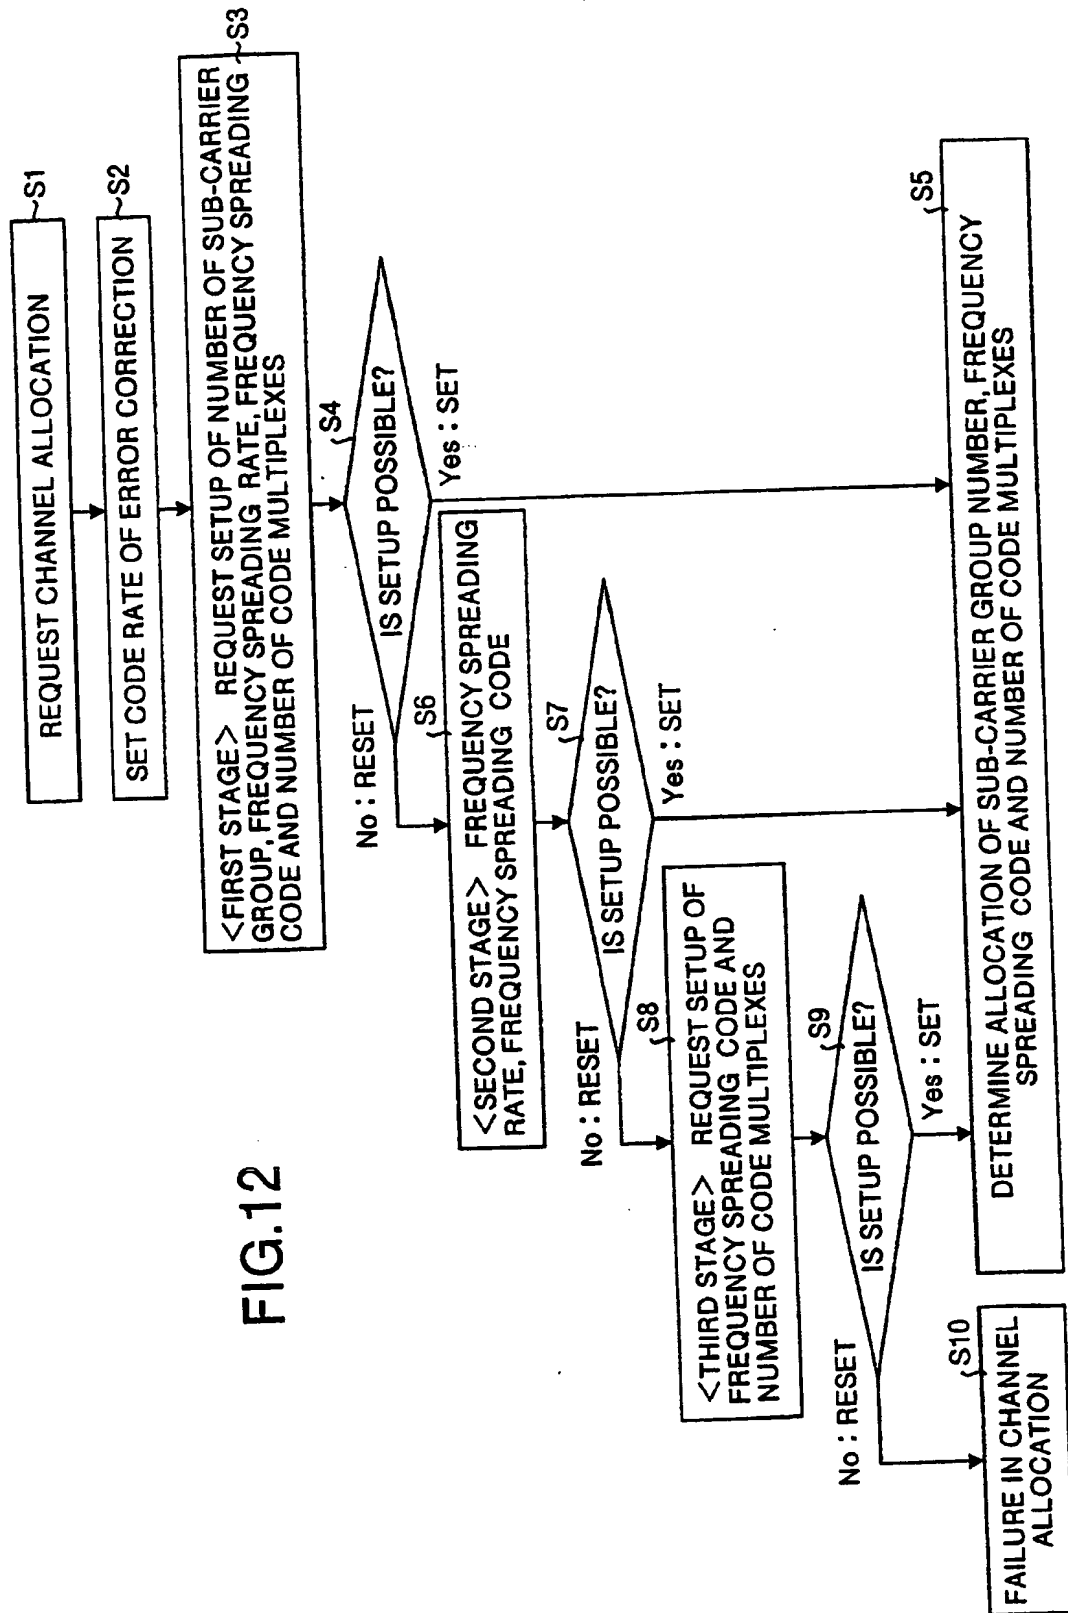 FIG.12
REQUEST CHANNEL ALLOCATION
S1
SET CODE RATE OF ERROR CORRECTION
S2
<FIRST STAGE> REQUEST SETUP OF NUMBER OF SUB-CARRIER
GROUP, FREQUENCY SPREADING RATE, FREQUENCY SPREADING
CODE AND NUMBER OF CODE MULTIPLEXES
S3
S4
IS SETUP POSSIBLE?
Yes : SET
No : RESET
S6
<SECOND STAGE> FREQUENCY SPREADING
RATE, FREQUENCY SPREADING CODE
S7
IS SETUP POSSIBLE?
Yes : SET
No : RESET
S8
<THIRD STAGE> REQUEST SETUP OF
FREQUENCY SPREADING CODE AND
NUMBER OF CODE MULTIPLEXES
S9
IS SETUP POSSIBLE?
Yes : SET
No : RESET
S5
DETERMINE ALLOCATION OF SUB-CARRIER GROUP NUMBER, FREQUENCY
SPREADING CODE AND NUMBER OF CODE MULTIPLEXES
S10
FAILURE IN CHANNEL
ALLOCATION